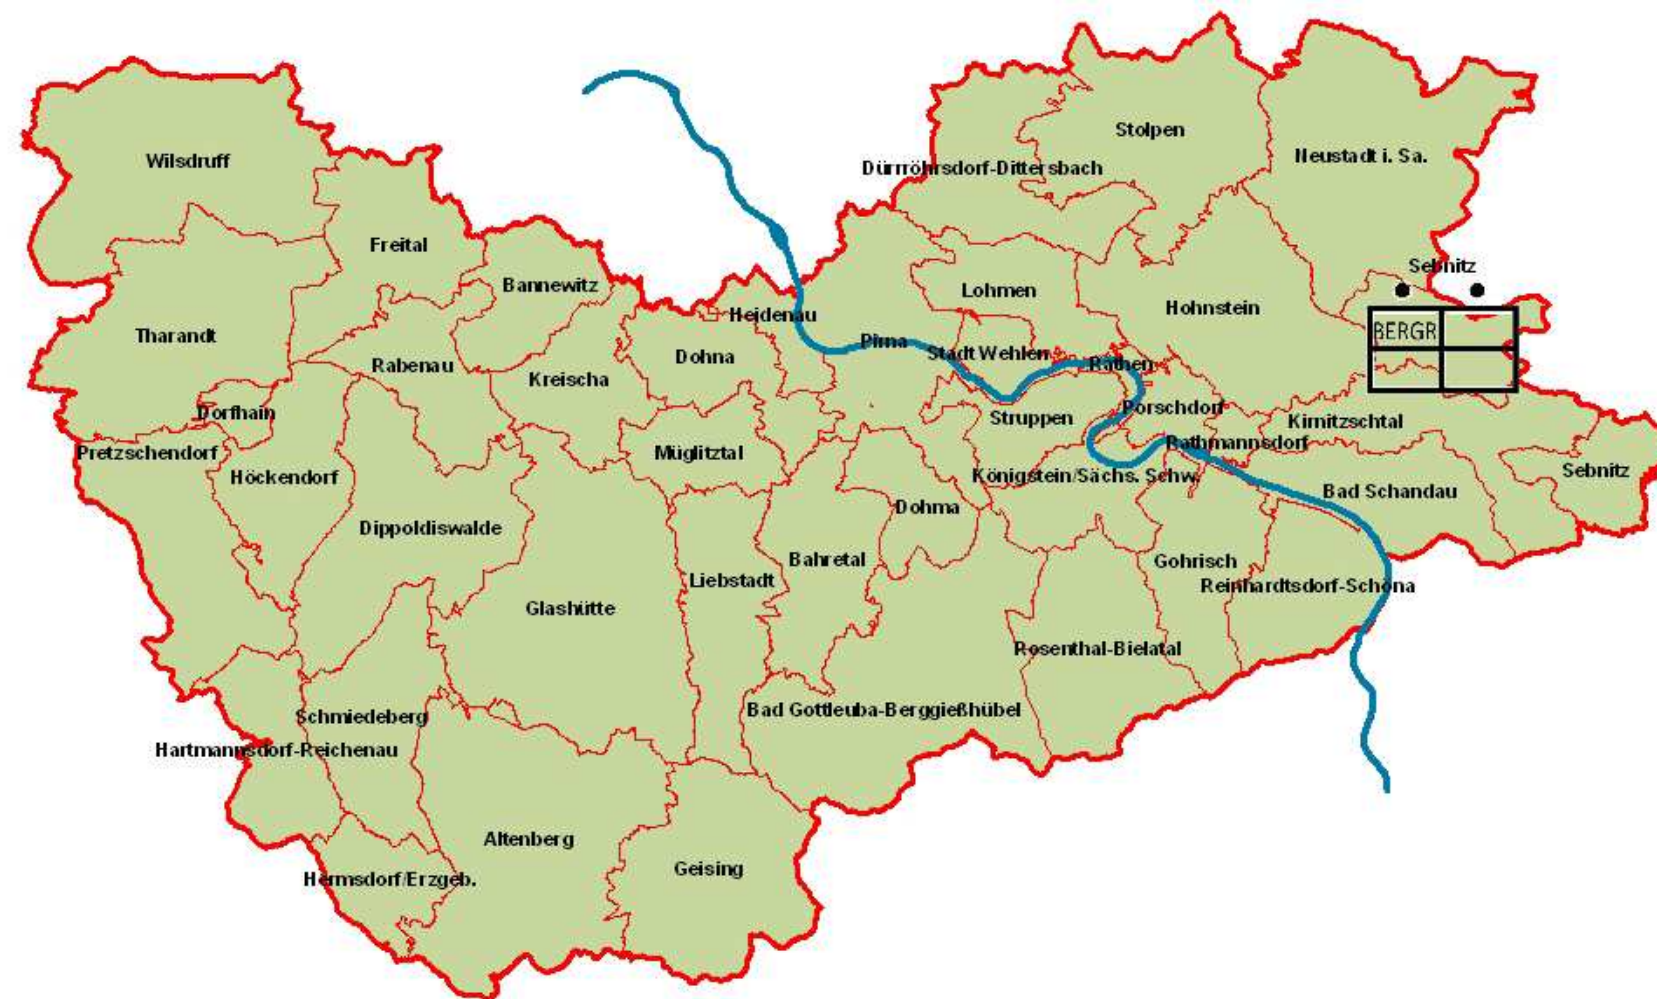 Stolpen
Neustadt i. Sa.
Wilsdruff
Dürrröhrsdorf-Dittersbach
Freital
Sebnitz
Bannewitz
Lohmen
Hohnstein
Heidenau
Tharandt
BERGR
Pirna
Stadt Wehlen
Dohna
Rabenau
Rathen
Kreischa
Dorfhain
Struppen
Porschdorf
Kirnitzschtal
Rathmannsdorf
Pretzschendorf
Müglitztal
Sebnitz
Höckendorf
Königstein/Sächs. Schw.
Bad Schandau
Dohma
Dippoldiswalde
Bahretal
Gohrisch
Liebstadt
Reinhardtsdorf-Schöna
Glashütte
Rosenthal-Bielatal
Bad Gottleuba-Berggießhübel
Schmiedeberg
Hartmannsdorf-Reichenau
Altenberg
Geising
Hermsdorf/Erzgeb.